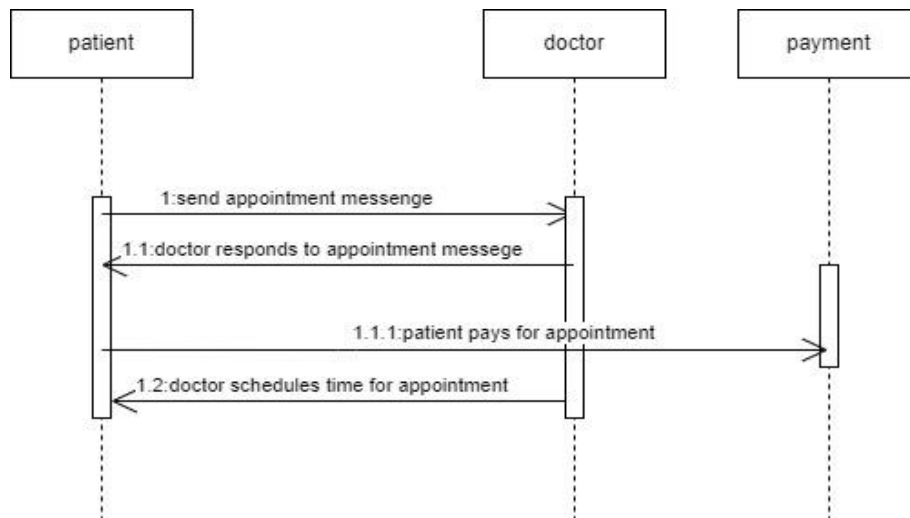 patient
doctor
payment
1:send appointment messenge
1.1:doctor responds to appointment messege
1.1.1:patient pays for appointment
1.2:doctor schedules time for appointment